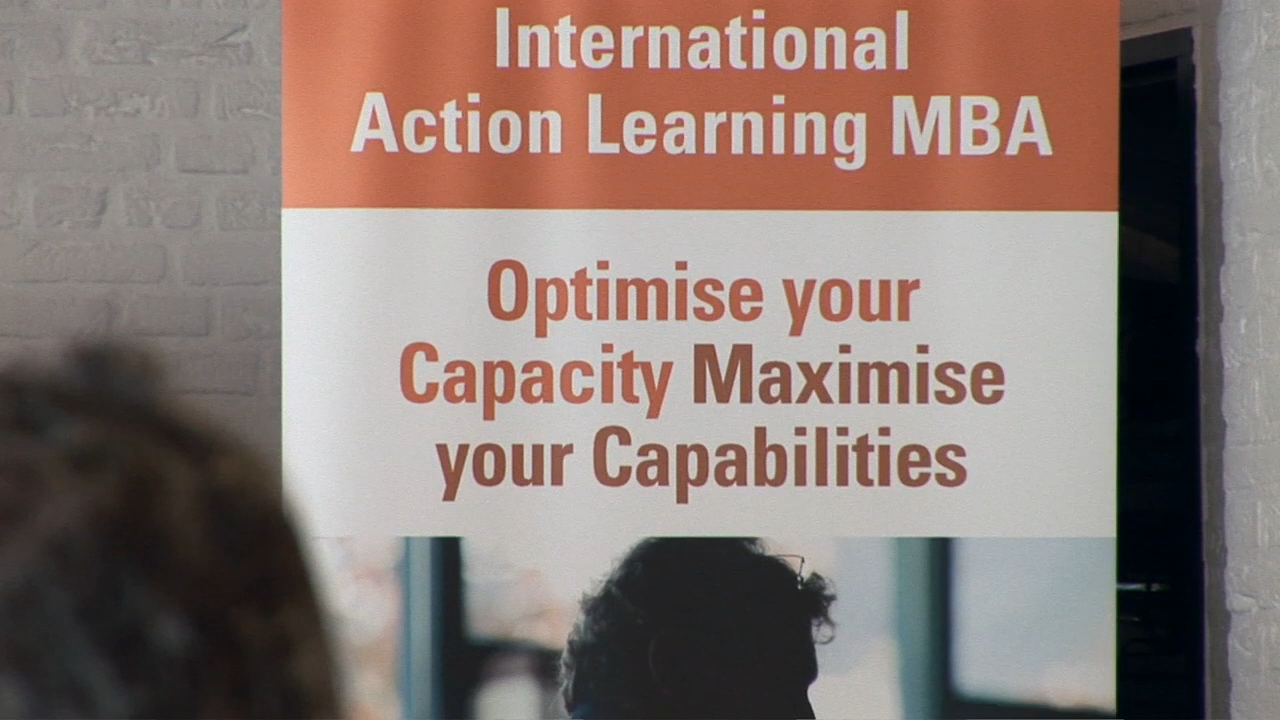 International
Action Learning MBA
Optimise your
Capacity Maximise
your Capabilities